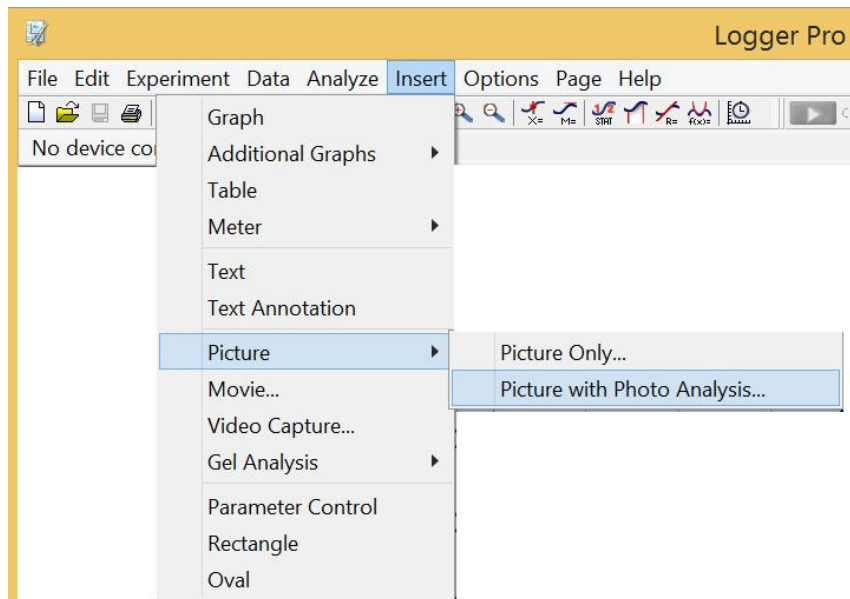 Logger Pro
File Edit Experiment Data Analyze Insert Options Page Help
X= M= STAT R= f(x)=
No device
Graph
Additional Graphs
Table
Meter
Text
Text Annotation
Picture
Picture Only...
Picture with Photo Analysis...
Movie...
Video Capture...
Gel Analysis
Parameter Control
Rectangle
Oval